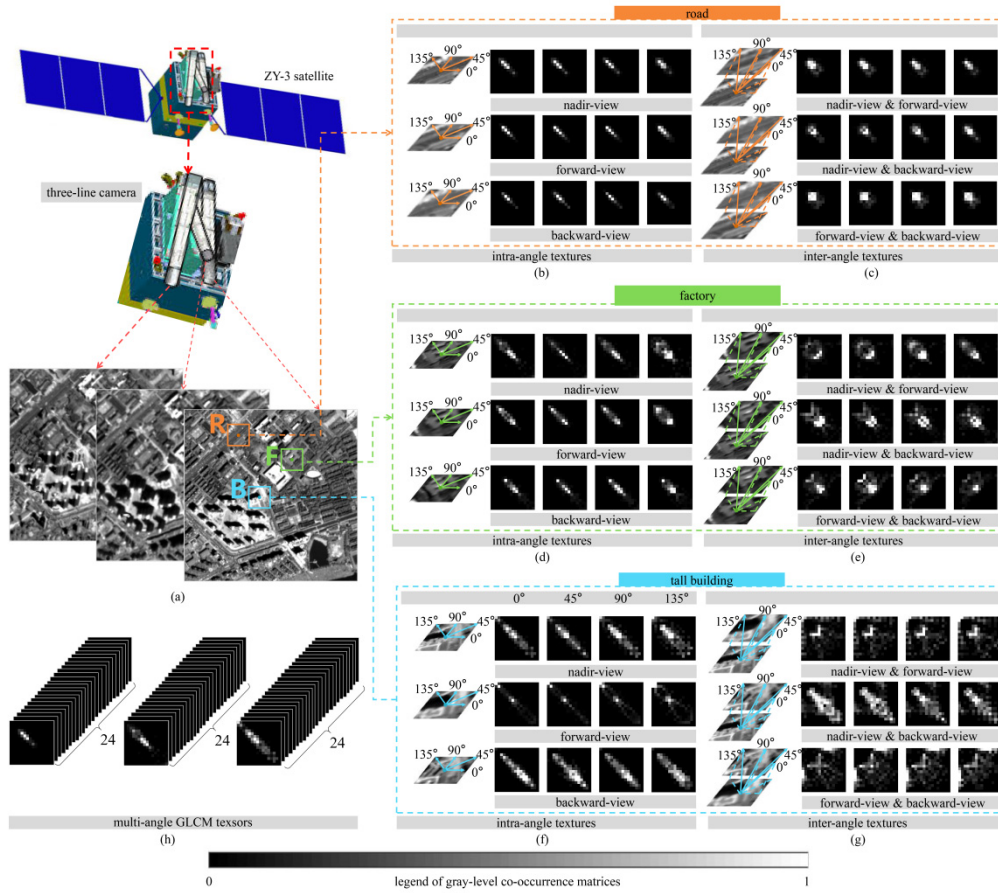 ZY-3 satellite
three-line camera
R
F
B
(a)
road
135° 90° 45° 0°
nadir-view
135° 90° 45° 0°
forward-view
135° 90° 45° 0°
backward-view
intra-angle textures
(b)
135° 90° 45° 0°
nadir-view & forward-view
135° 90° 45° 0°
nadir-view & backward-view
135° 90° 45° 0°
forward-view & backward-view
inter-angle textures
(c)
factory
135° 90° 45° 0°
nadir-view
135° 90° 45° 0°
forward-view
135° 90° 45° 0°
backward-view
intra-angle textures
(d)
135° 90° 45° 0°
nadir-view & forward-view
135° 90° 45° 0°
nadir-view & backward-view
135° 90° 45° 0°
forward-view & backward-view
inter-angle textures
(e)
tall building
0° 45° 90° 135°
135° 90° 45° 0°
nadir-view
135° 90° 45° 0°
forward-view
135° 90° 45° 0°
backward-view
intra-angle textures
(f)
135° 90° 45° 0°
nadir-view & forward-view
135° 90° 45° 0°
nadir-view & backward-view
135° 90° 45° 0°
forward-view & backward-view
inter-angle textures
(g)
24 24 24
multi-angle GLCM texsors
(h)
0 legend of gray-level co-occurrence matrices 1